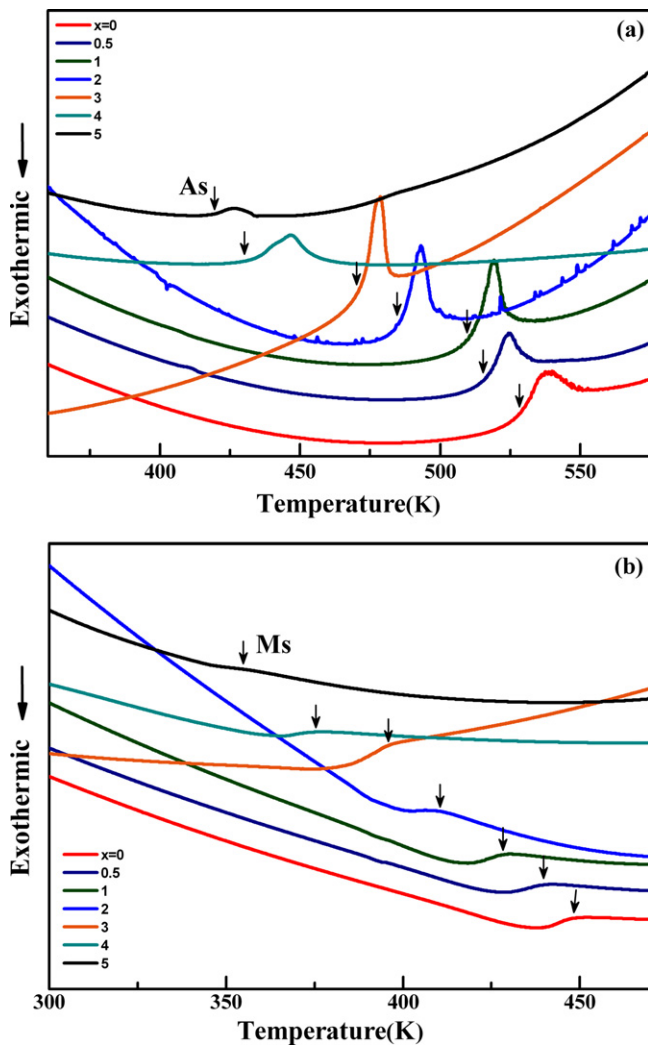 (a)
x=0
0.5
1
2
3
4
5
As
Exothermic
400 450 500 550
Temperature(K)
(b)
Ms
Exothermic
x=0
0.5
1
2
3
4
5
300 350 400 450
Temperature(K)